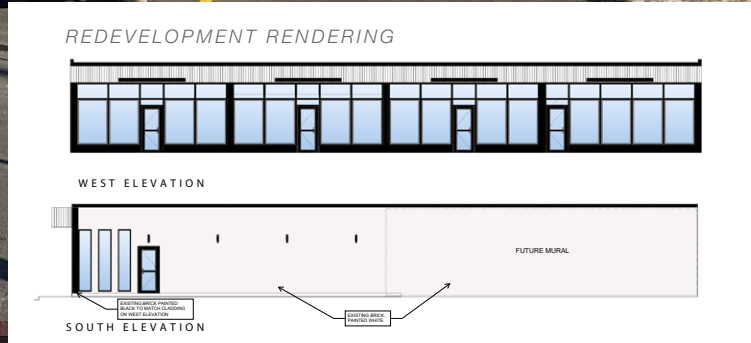 REDEVELOPMENT RENDERING
WEST ELEVATION
FUTURE MURAL
EXISTING BRICK PAINTED
BLACK TO MATCH CLADDING
ON WEST ELEVATION
EXISTING BRICK,
PAINTED WHITE
SOUTH ELEVATION